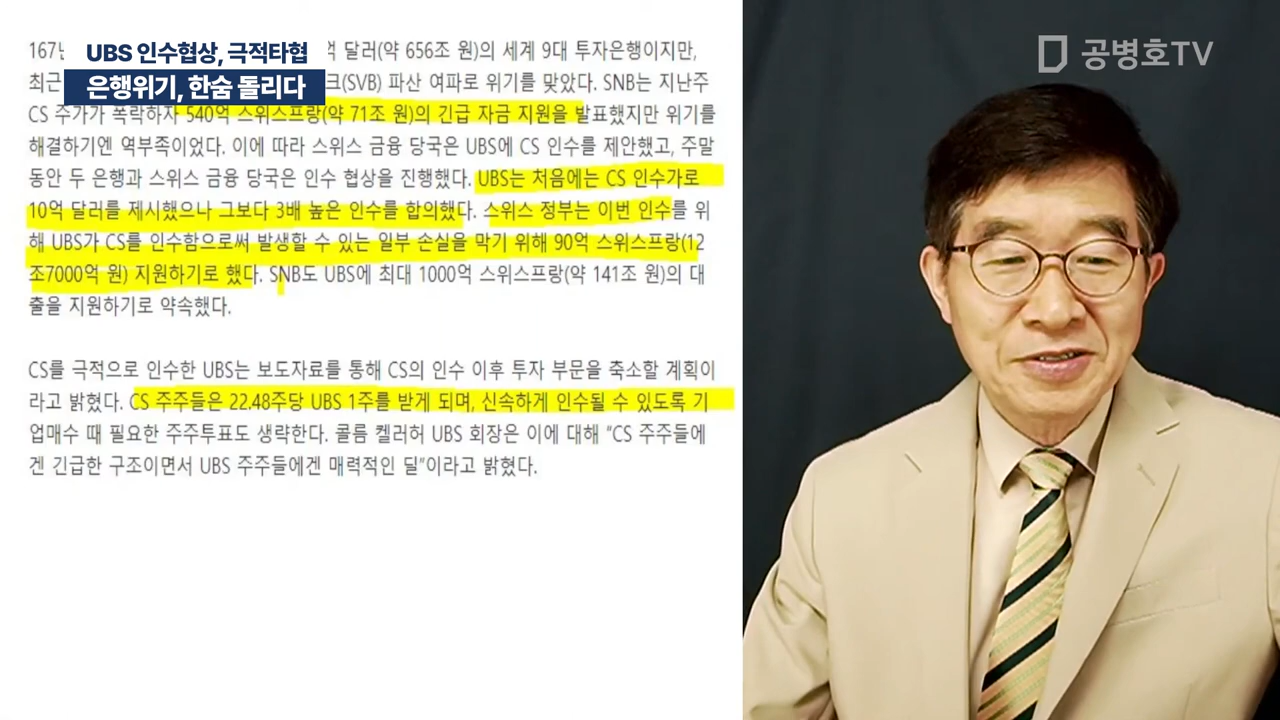 UBS 인수협상, 극적타협
은행위기, 한숨 돌리다
공병호TV
167년 억 달러(약 656조 원)의 세계 9대 투자은행이지만,
최근 크(SVB) 파산 여파로 위기를 맞았다. SNB는 지난주
CS 주가가 폭락하자 540억 스위스프랑(약 71조 원)의 긴급 자금 지원을 발표했지만 위기를
해결하기엔 역부족이었다. 이에 따라 스위스 금융 당국은 UBS에 CS 인수를 제안했고, 주말
동안 두 은행과 스위스 금융 당국은 인수 협상을 진행했다. UBS는 처음에는 CS 인수가로
10억 달러를 제시했으나 그보다 3배 높은 인수를 합의했다. 스위스 정부는 이번 인수를 위
해 UBS가 CS를 인수함으로써 발생할 수 있는 일부 손실을 막기 위해 90억 스위스프랑(12
조7000억 원) 지원하기로 했다. SNB도 UBS에 최대 1000억 스위스프랑(약 141조 원)의 대
출을 지원하기로 약속했다.
CS를 극적으로 인수한 UBS는 보도자료를 통해 CS의 인수 이후 투자 부문을 축소할 계획이
라고 밝혔다. CS 주주들은 22.48주당 UBS 1주를 받게 되며, 신속하게 인수될 수 있도록 기
업매수 때 필요한 주주투표도 생략한다. 콜름 켈러허 UBS 회장은 이에 대해 “CS 주주들에
겐 긴급한 구조이면서 UBS 주주들에겐 매력적인 딜”이라고 밝혔다.